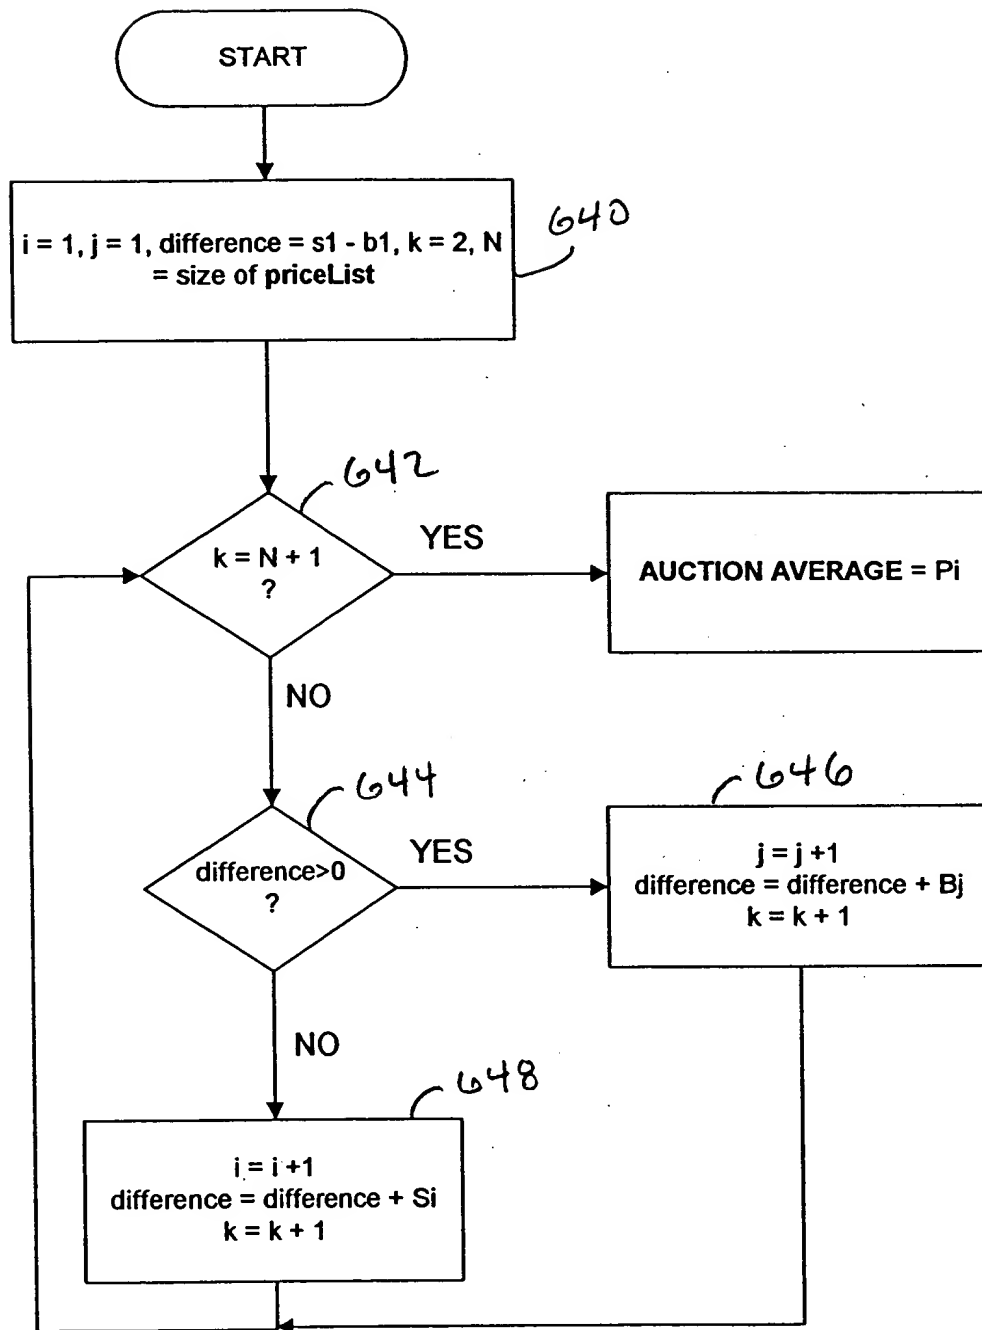 START
i = 1, j = 1, difference = s1 - b1, k = 2, N
= size of priceList
640
642
k = N + 1
?
YES
AUCTION AVERAGE = Pi
NO
644
646
difference>0
?
YES
j = j +1
difference = difference + Bj
k = k + 1
NO
648
i = i +1
difference = difference + Si
k = k + 1